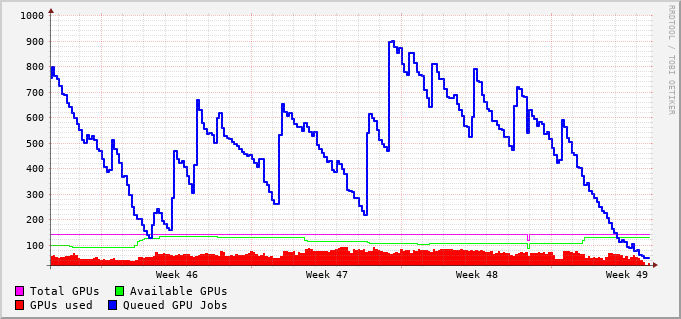 1000
900
800
700
600
500
400
300
200
100
Week 46 Week 47 Week 48 Week 49
Total GPUs Available GPUs
GPUs used Queued GPU Jobs
RRDTOOL / TOBI OETIKER